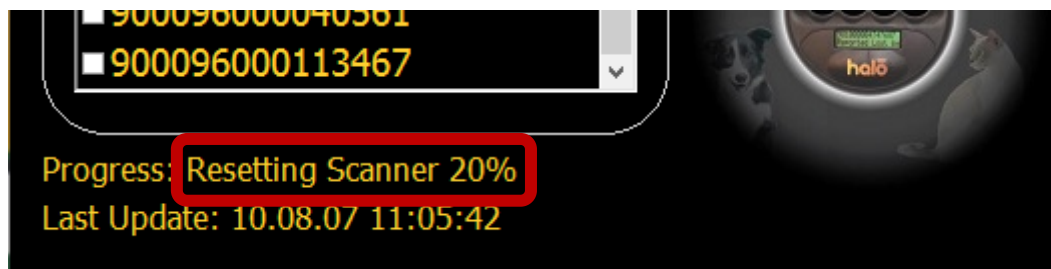 900096000040561
900096000113467
halo
Progress: Resetting Scanner 20%
Last Update: 10.08.07 11:05:42